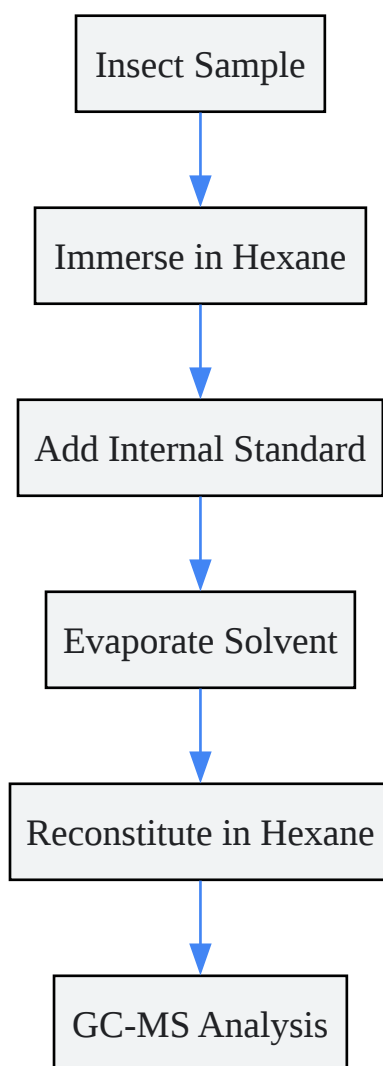 Insect Sample
Immerse in Hexane
Add Internal Standard
Evaporate Solvent
Reconstitute in Hexane
GC-MS Analysis